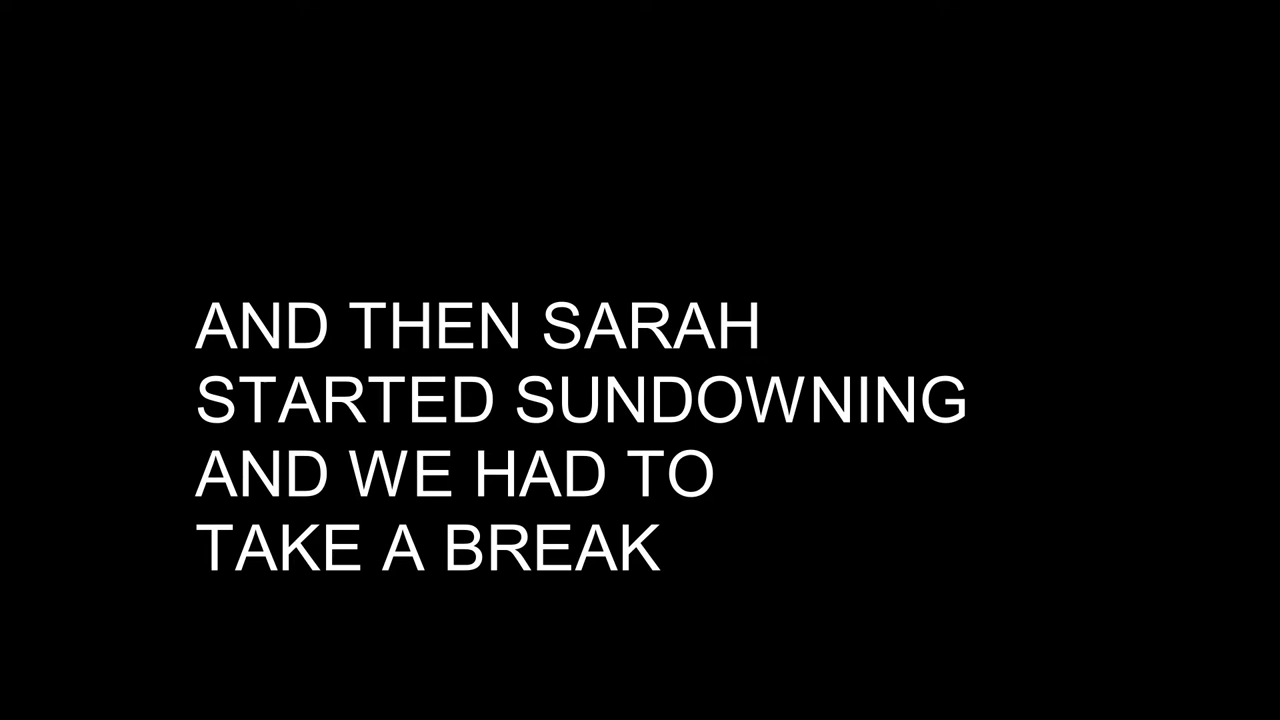 AND THEN SARAH
STARTED SUNDOWNING
AND WE HAD TO
TAKE A BREAK